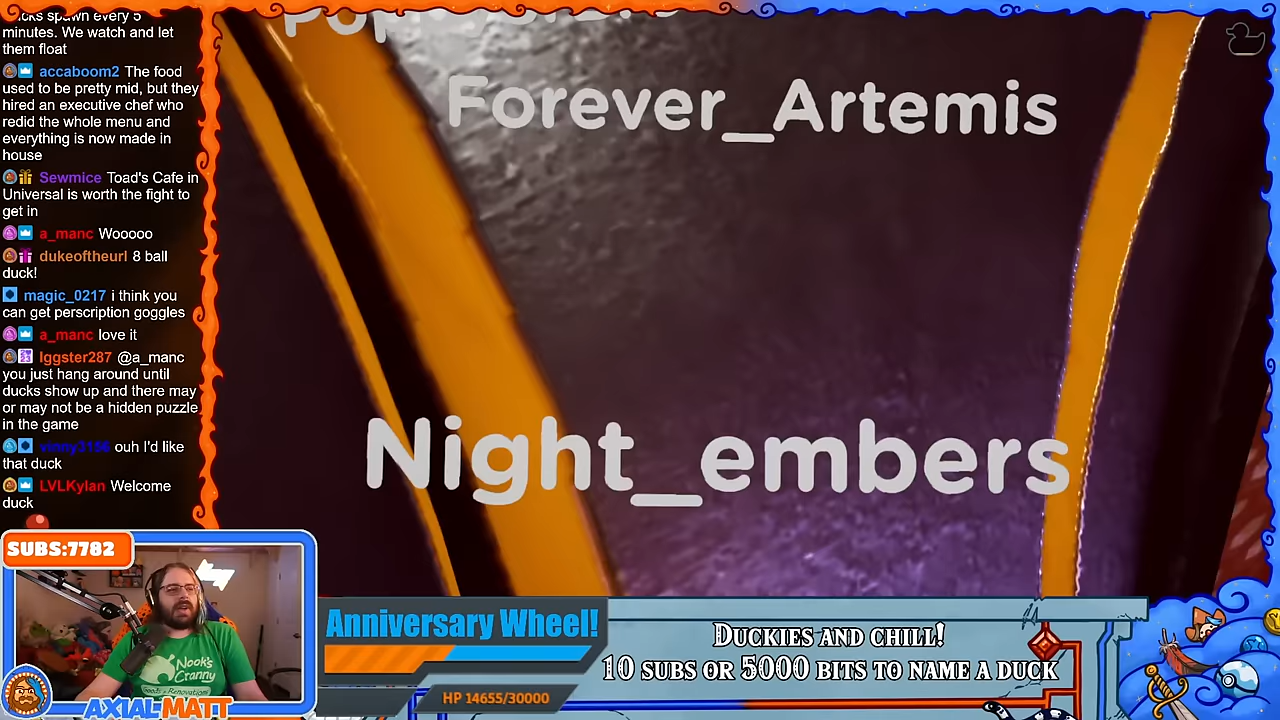 minutes. We watch and let
them float
accaboom2 The food
used to be pretty mid, but they
hired an executive chef who
redid the whole menu and
everything is now made in
house
Sewmice Toad's Cafe in
Universal is worth the fight to
get in
a_manc Wooooo
dukeoftheurl 8 ball
duck!
magic_0217 i think you
can get perscription goggles
a_manc love it
Iggster287 @a_manc
you just hang around until
ducks show up and there may
or may not be a hidden puzzle
in the game
vinny3156 ouh I'd like
that duck
LVLKylan Welcome
duck
Forever_Artemis
Night_embers
SUBS:7782
Nook's
Cranny
Goods & Renovations
AXIALMATT
Anniversary Wheel!
HP 14655/30000
Duckies and chill!
10 subs or 5000 bits to name a duck